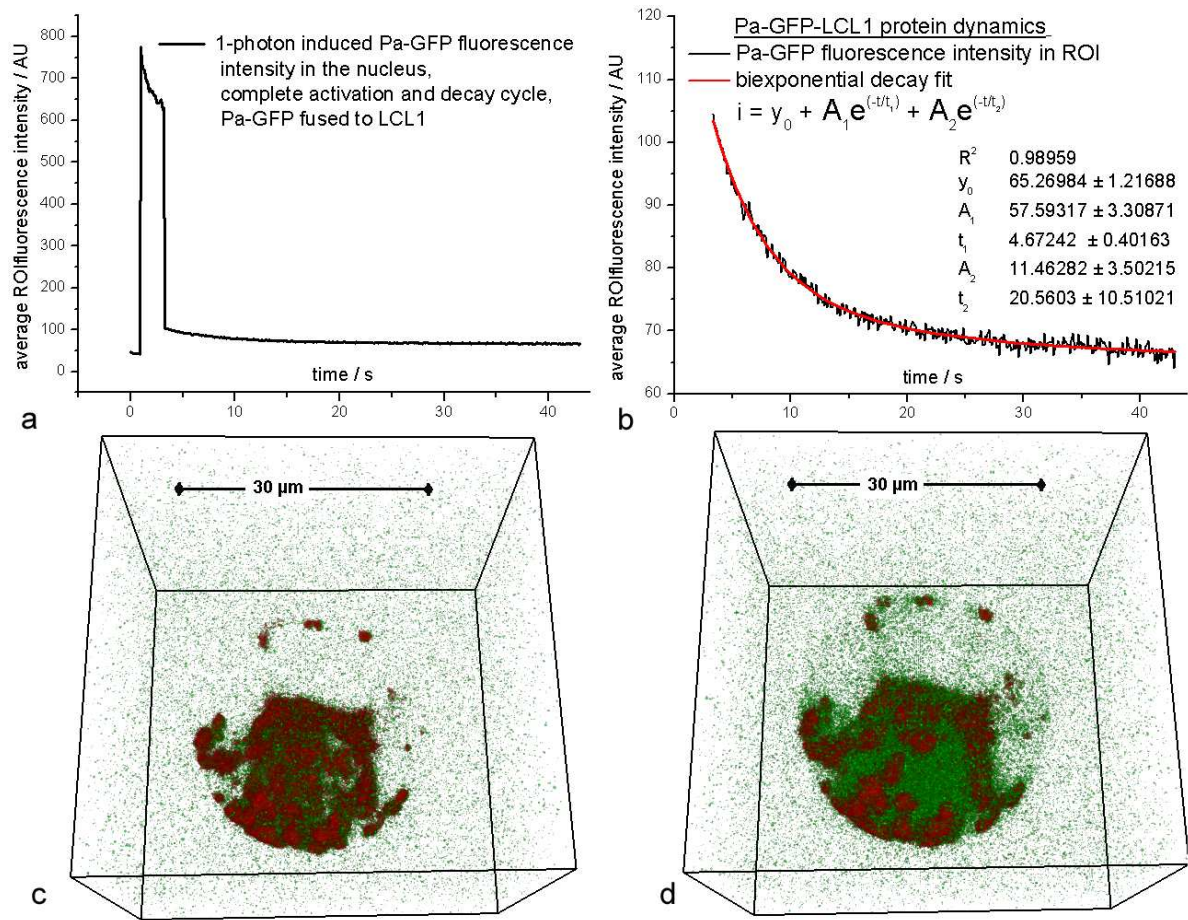 800
700
600
500
400
300
200
100
0
average ROIfluorescence intensity / AU
1-photon induced Pa-GFP fluorescence
intensity in the nucleus,
complete activation and decay cycle,
Pa-GFP fused to LCL1
time / s
0 10 20 30 40
a
120
110
100
90
80
70
60
average ROI fluorescence intensity / AU
Pa-GFP-LCL1 protein dynamics
Pa-GFP fluorescence intensity in ROI
biexponential decay fit
i = y₀ + A₁e^(-t/t₁) + A₂e^(-t/t₂)
R² 0.98959
y₀ 65.26984 ± 1.21688
A₁ 57.59317 ± 3.30871
t₁ 4.67242 ± 0.40163
A₂ 11.46282 ± 3.50215
t₂ 20.5603 ± 10.51021
time / s
0 10 20 30 40
b
30 µm
c
30 µm
d